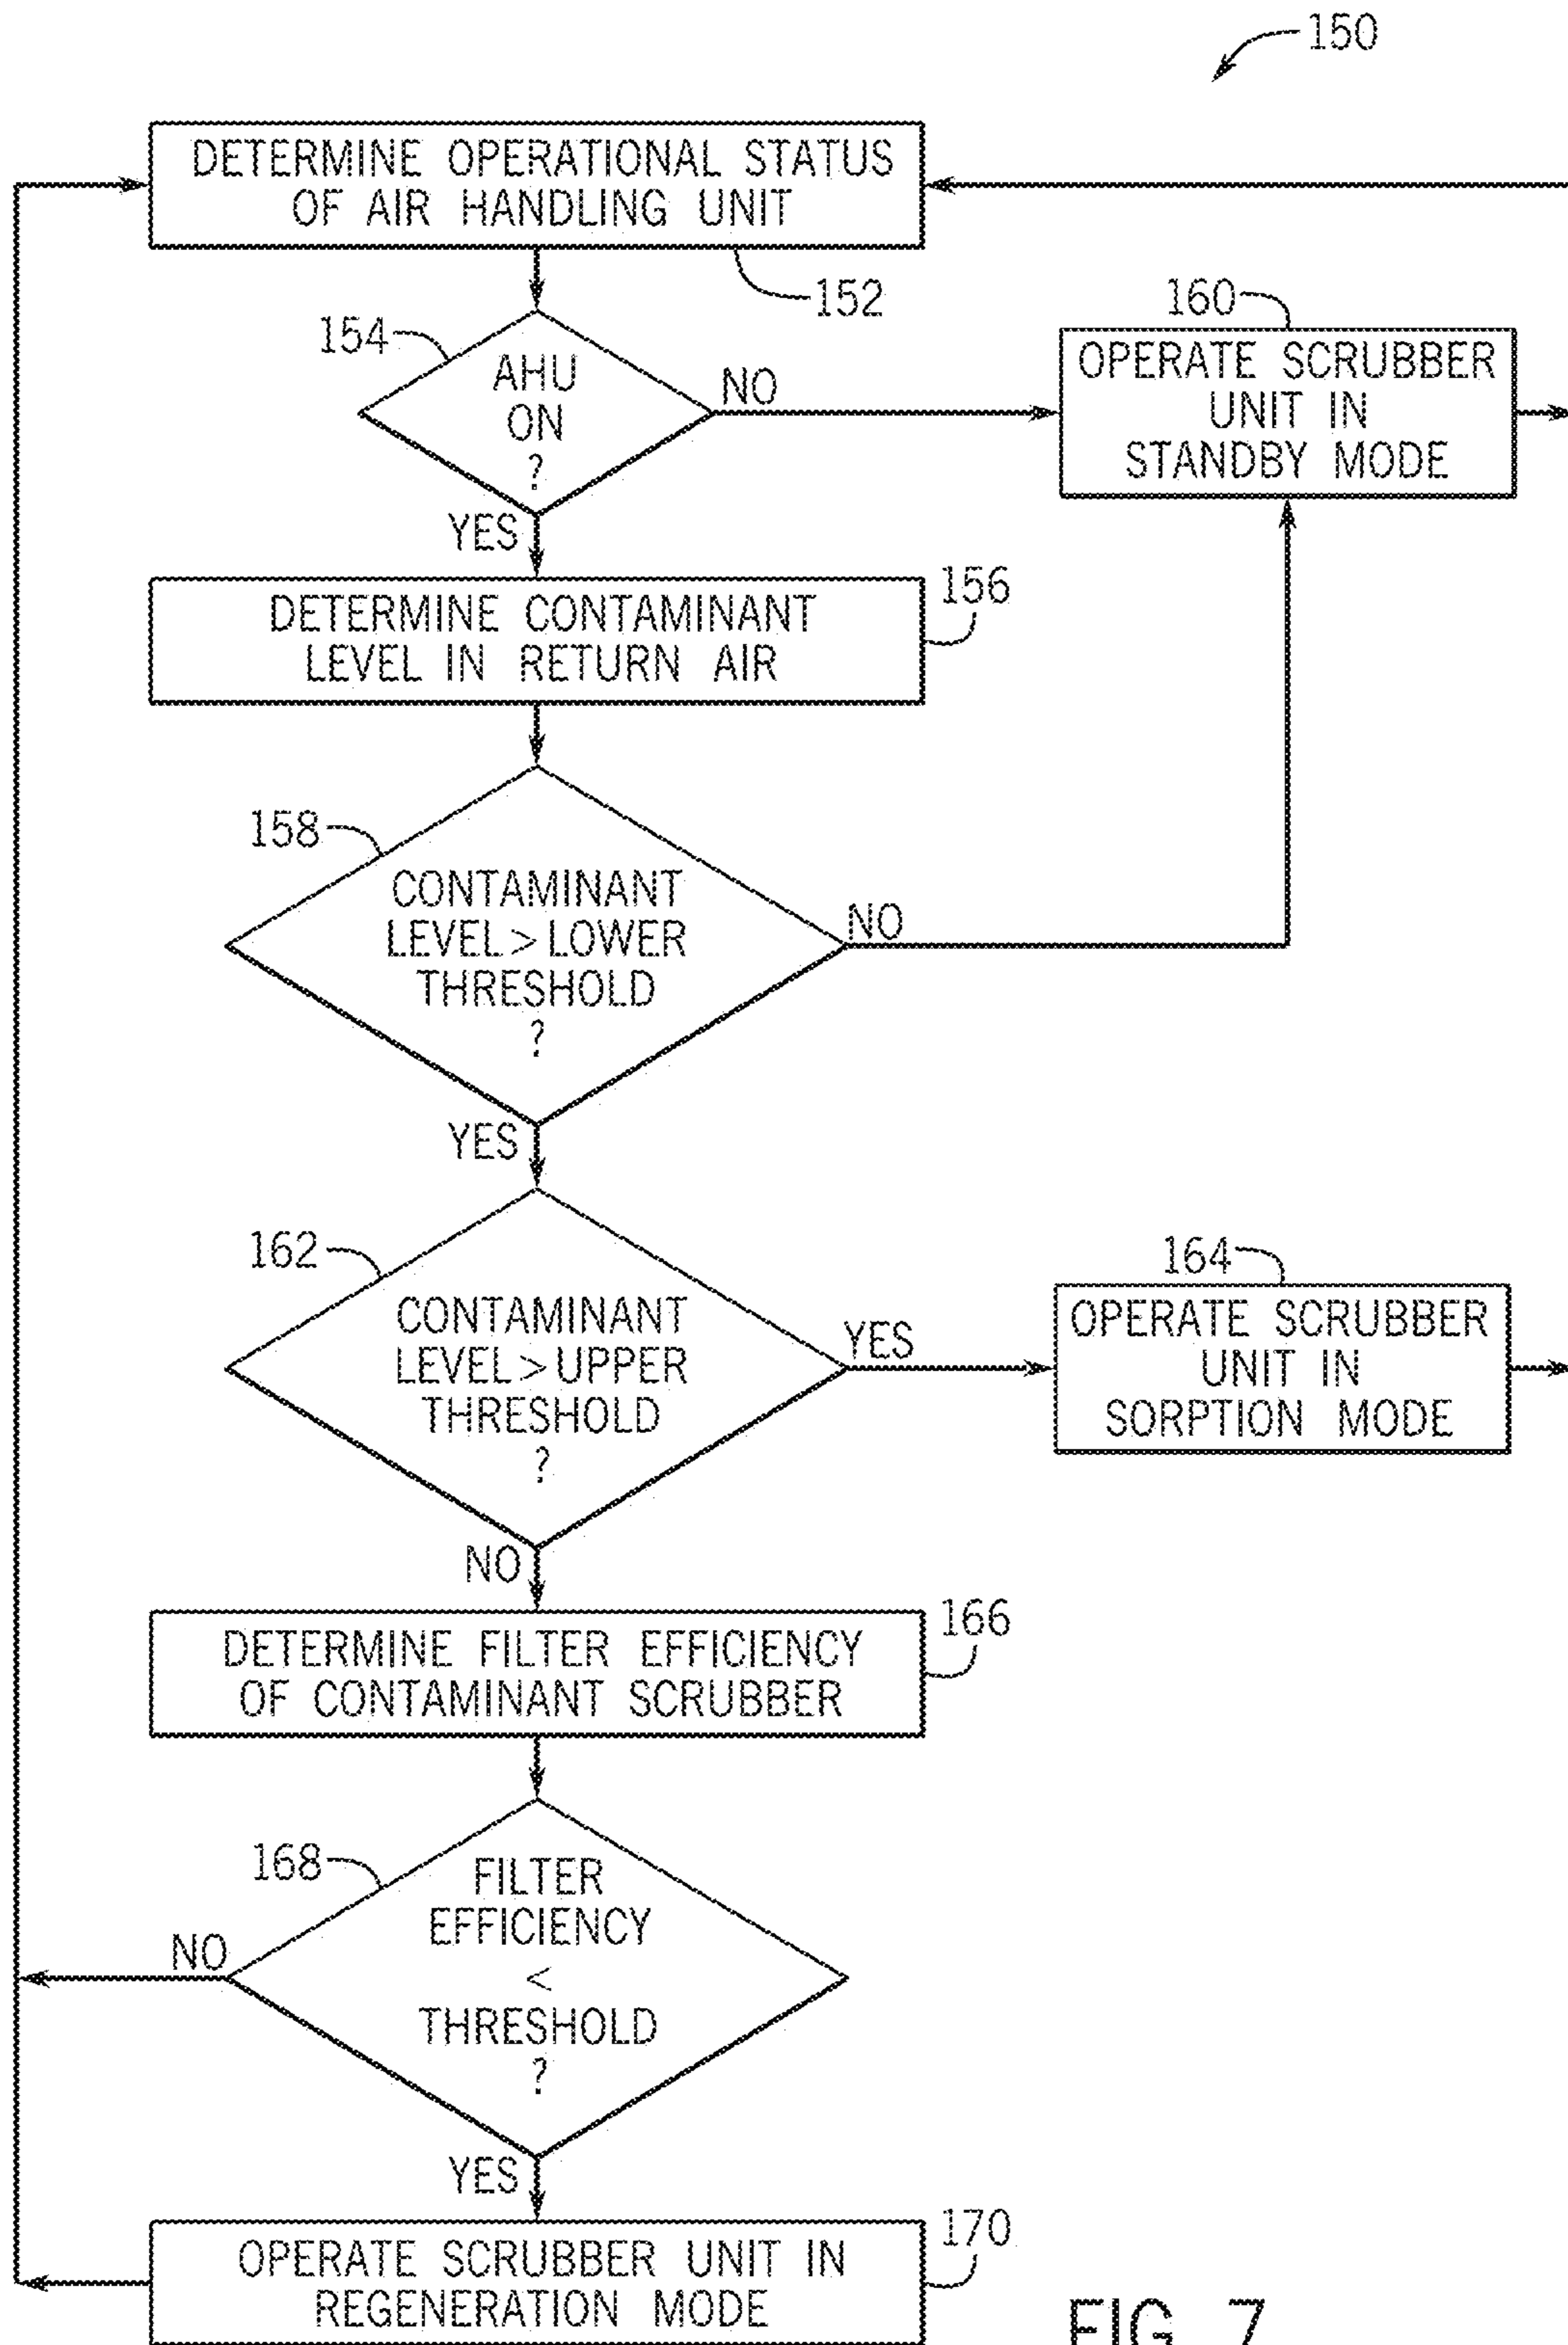 150
DETERMINE OPERATIONAL STATUS
OF AIR HANDLING UNIT
152
154
AHU
ON
?
NO
YES
160
OPERATE SCRUBBER
UNIT IN
STANDBY MODE
156
DETERMINE CONTAMINANT
LEVEL IN RETURN AIR
158
CONTAMINANT
LEVEL > LOWER
THRESHOLD
?
NO
YES
162
CONTAMINANT
LEVEL > UPPER
THRESHOLD
?
YES
NO
164
OPERATE SCRUBBER
UNIT IN
SORPTION MODE
166
DETERMINE FILTER EFFICIENCY
OF CONTAMINANT SCRUBBER
168
FILTER
EFFICIENCY
<
THRESHOLD
?
NO
YES
170
OPERATE SCRUBBER UNIT IN
REGENERATION MODE
FIG. 7